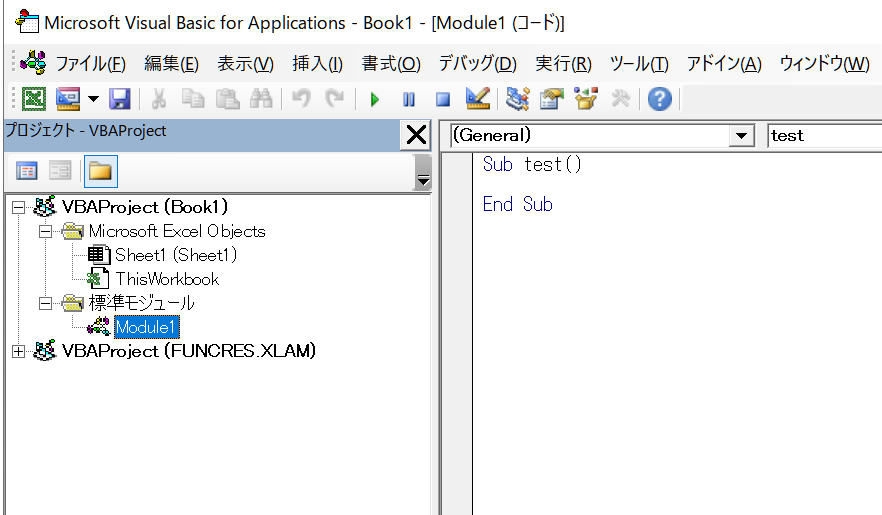 Microsoft Visual Basic for Applications - Book1 - [Module1 (コード)]
ファイル(F) 編集(E) 表示(V) 挿入(I) 書式(O) デバッグ(D) 実行(R) ツール(T) アドイン(A) ウィンドウ(W)
プロジェクト - VBAProject
(General)
test
VBAProject (Book1)
Microsoft Excel Objects
Sheet1 (Sheet1)
ThisWorkbook
標準モジュール
Module1
VBAProject (FUNCRES.XLAM)
Sub test()
End Sub